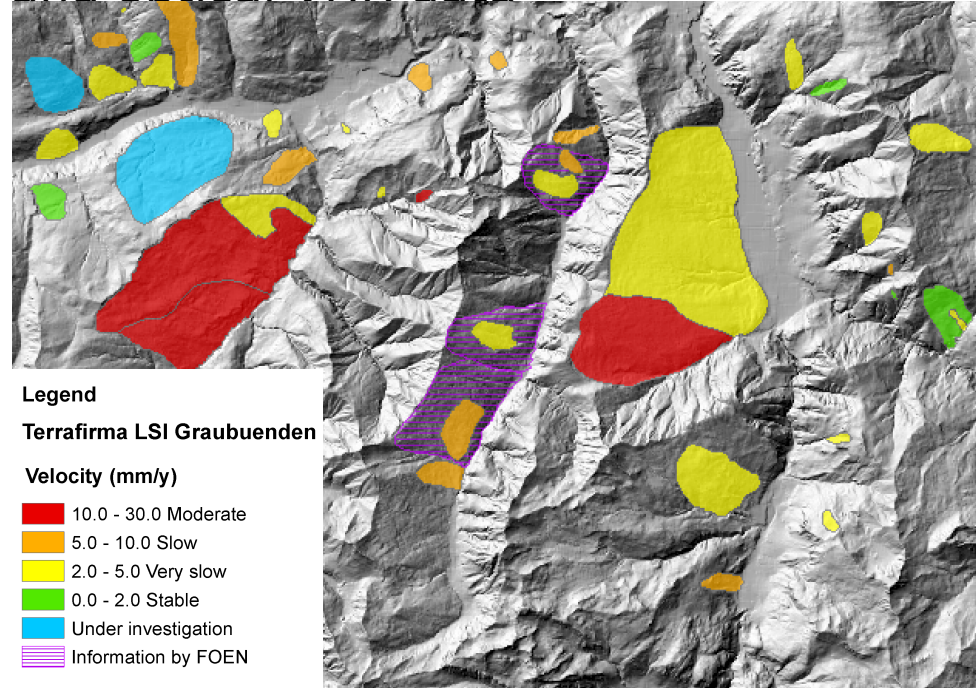 Legend
Terrafirma LSI Graubuenden
Velocity (mm/y)
10.0 - 30.0 Moderate
5.0 - 10.0 Slow
2.0 - 5.0 Very slow
0.0 - 2.0 Stable
Under investigation
Information by FOEN